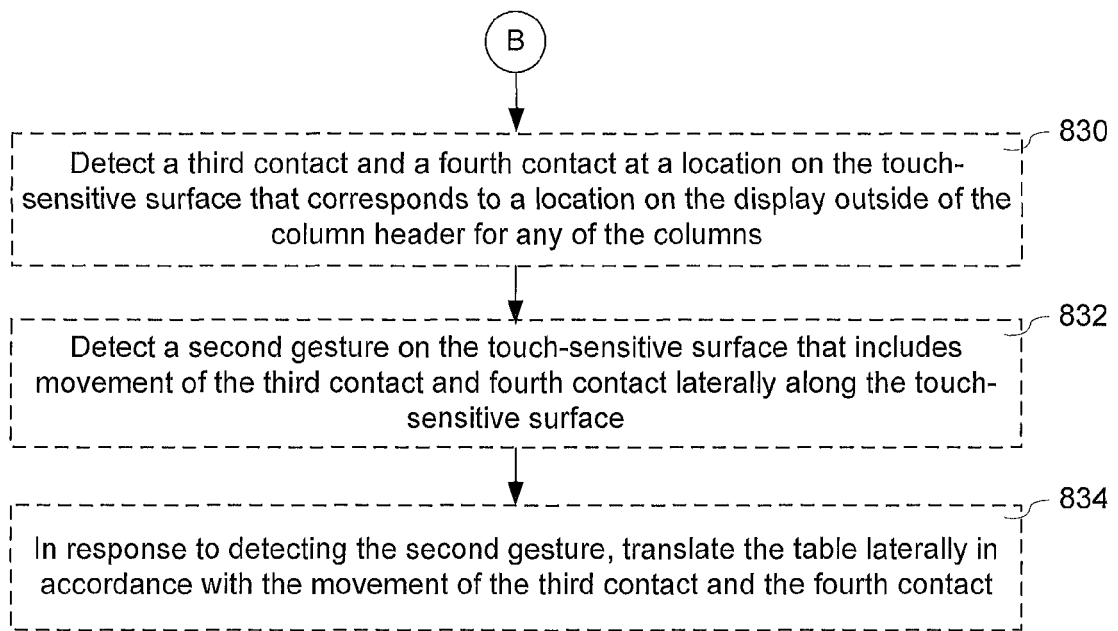 B
830
Detect a third contact and a fourth contact at a location on the touch-
sensitive surface that corresponds to a location on the display outside of the
column header for any of the columns
832
Detect a second gesture on the touch-sensitive surface that includes
movement of the third contact and fourth contact laterally along the touch-
sensitive surface
834
In response to detecting the second gesture, translate the table laterally in
accordance with the movement of the third contact and the fourth contact